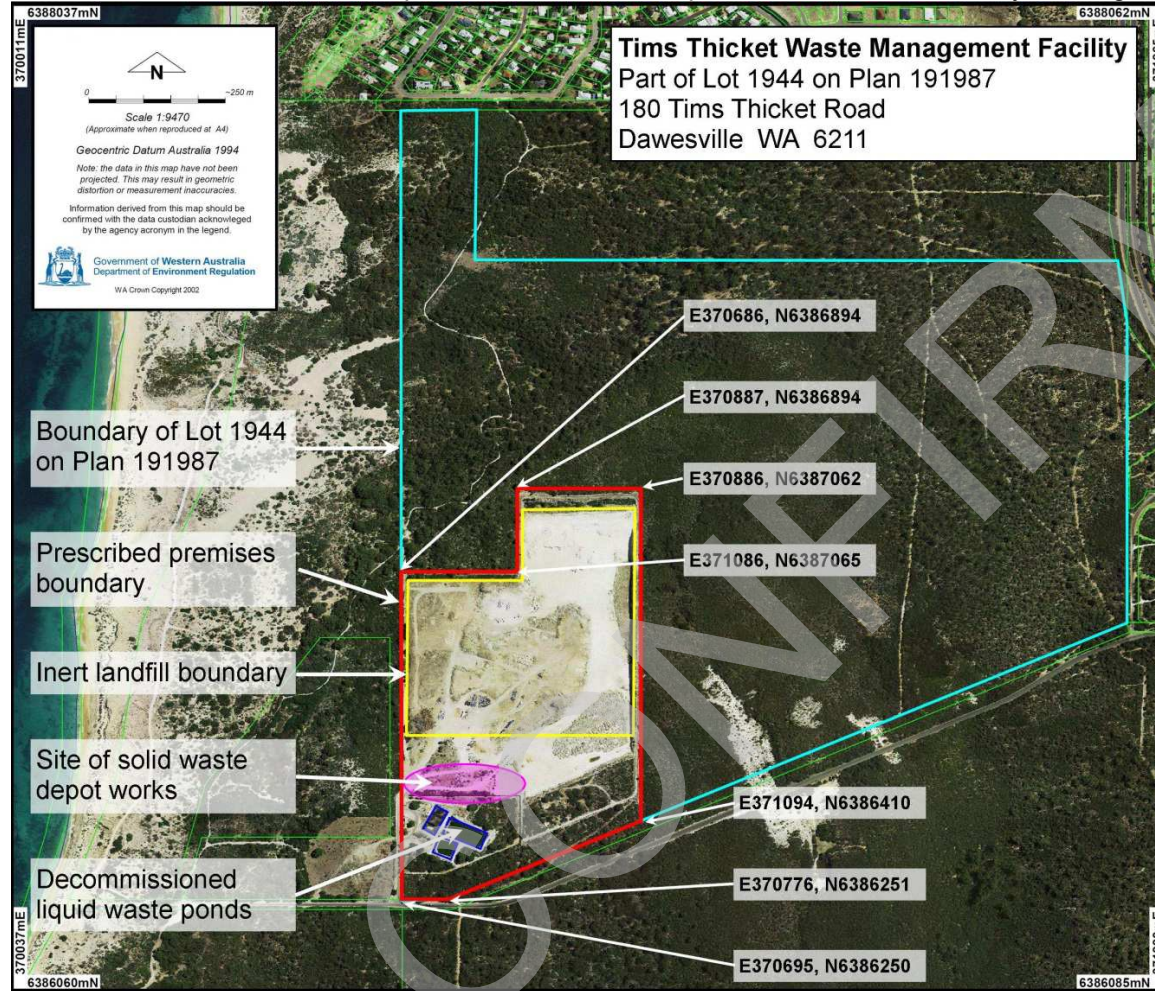 6388037mN
6388062mN
370011mE
N
0
~250 m
Scale 1:9470
(Approximate when reproduced at A4)
Geocentric Datum Australia 1994
Note: the data in this map have not been
projected. This may result in geometric
distortion or measurement inaccuracies.
Information derived from this map should be
confirmed with the data custodian acknowleged
by the agency acronym in the legend.
Government of Western Australia
Department of Environment Regulation
WA Crown Copyright 2002
Tims Thicket Waste Management Facility
Part of Lot 1944 on Plan 191987
180 Tims Thicket Road
Dawesville WA 6211
E370686, N6386894
E370887, N6386894
Boundary of Lot 1944
on Plan 191987
E370886, N6387062
Prescribed premises
boundary
E371086, N6387065
Inert landfill boundary
Site of solid waste
depot works
E371094, N6386410
Decommissioned
liquid waste ponds
E370776, N6386251
E370695, N6386250
370037mE
6386060mN
6386085mN